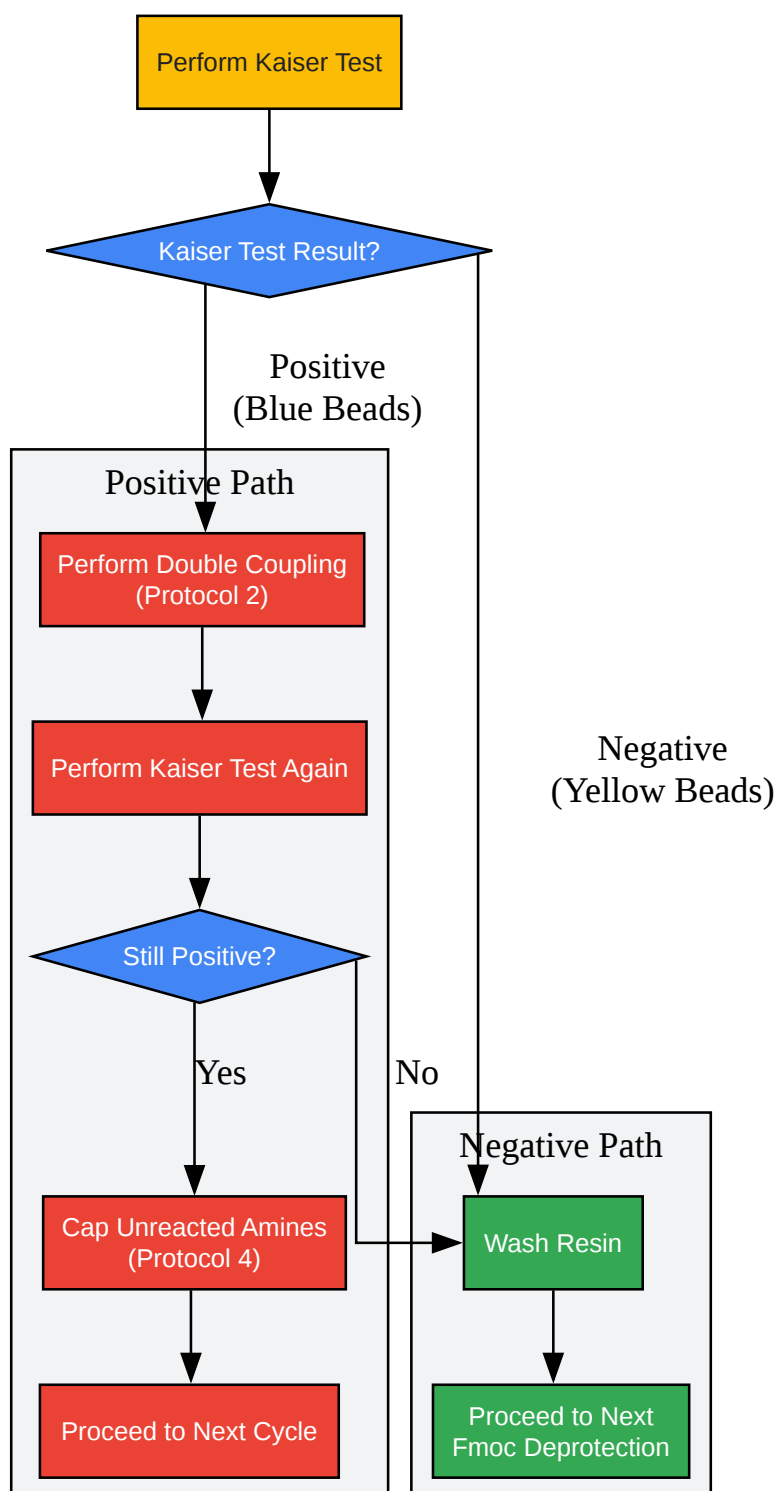 Perform Kaiser Test
Kaiser Test Result?
Positive
(Blue Beads)
Positive Path
Perform Double Coupling
(Protocol 2)
Perform Kaiser Test Again
Negative
(Yellow Beads)
Still Positive?
Yes
No
Negative Path
Cap Unreacted Amines
(Protocol 4)
Wash Resin
Proceed to Next Cycle
Proceed to Next
Fmoc Deprotection